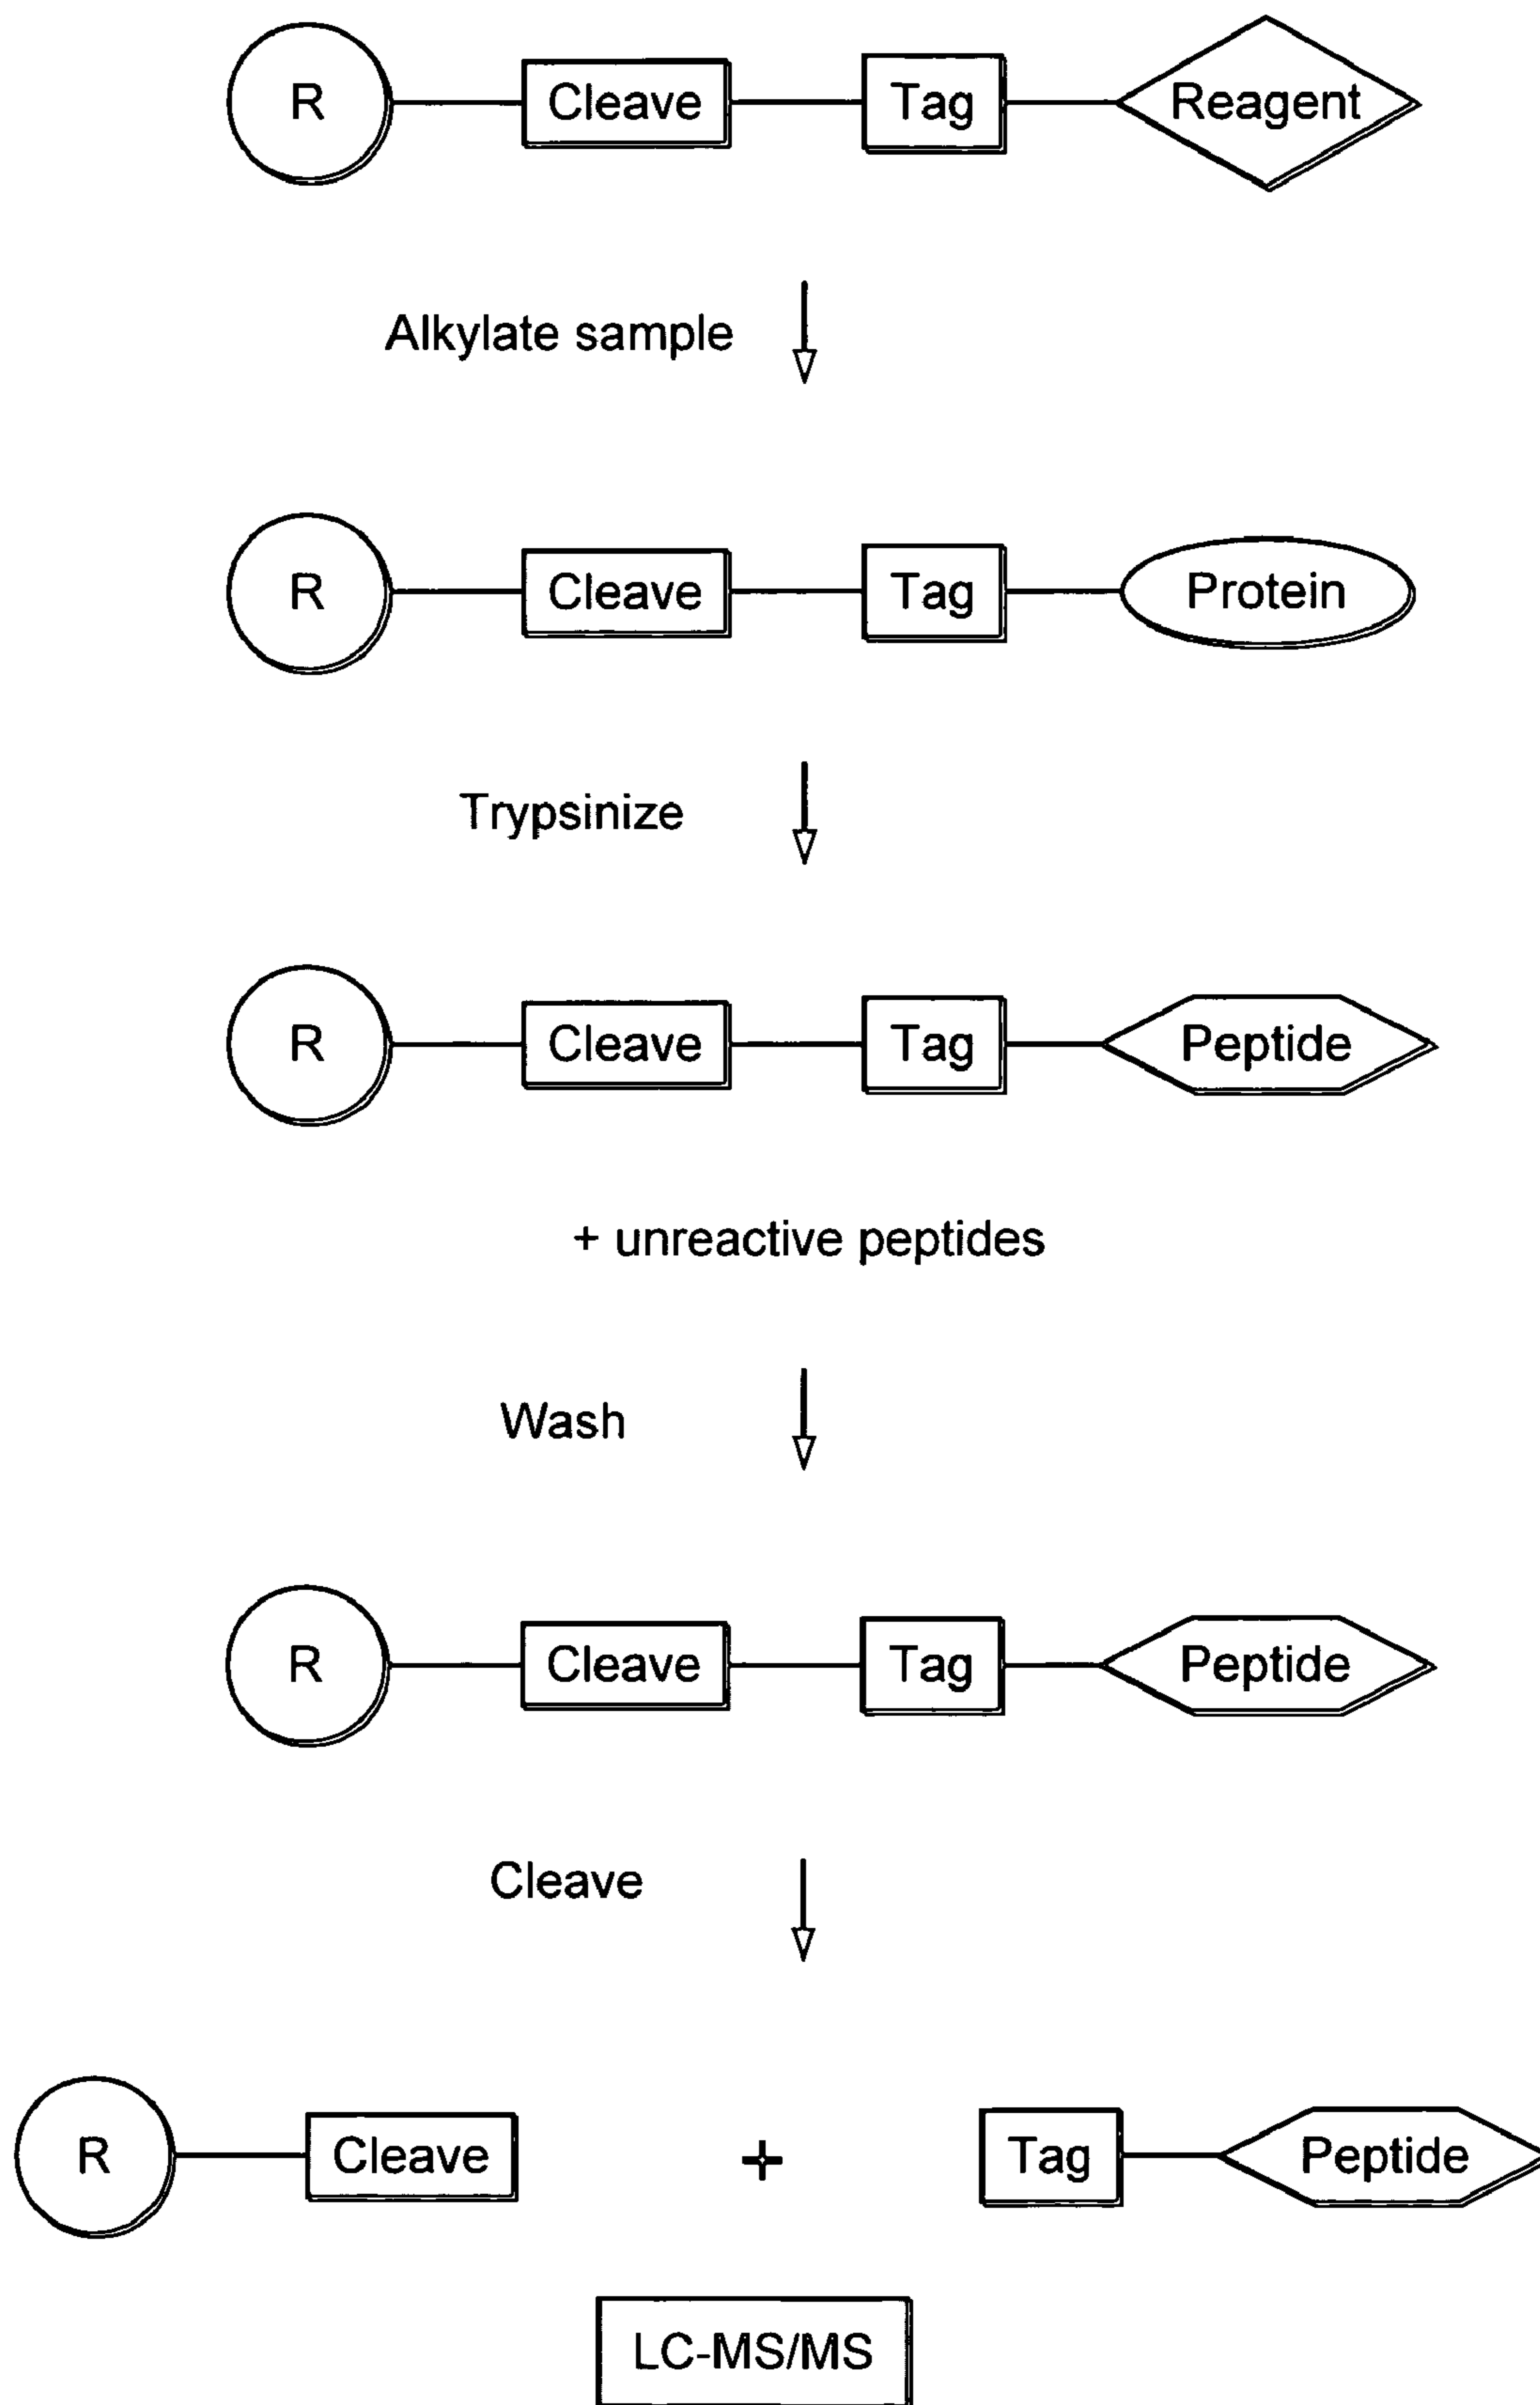 R Cleave Tag Reagent
Alkylate sample
R Cleave Tag Protein
Trypsinize
R Cleave Tag Peptide
+ unreactive peptides
Wash
R Cleave Tag Peptide
Cleave
R Cleave + Tag Peptide
LC-MS/MS